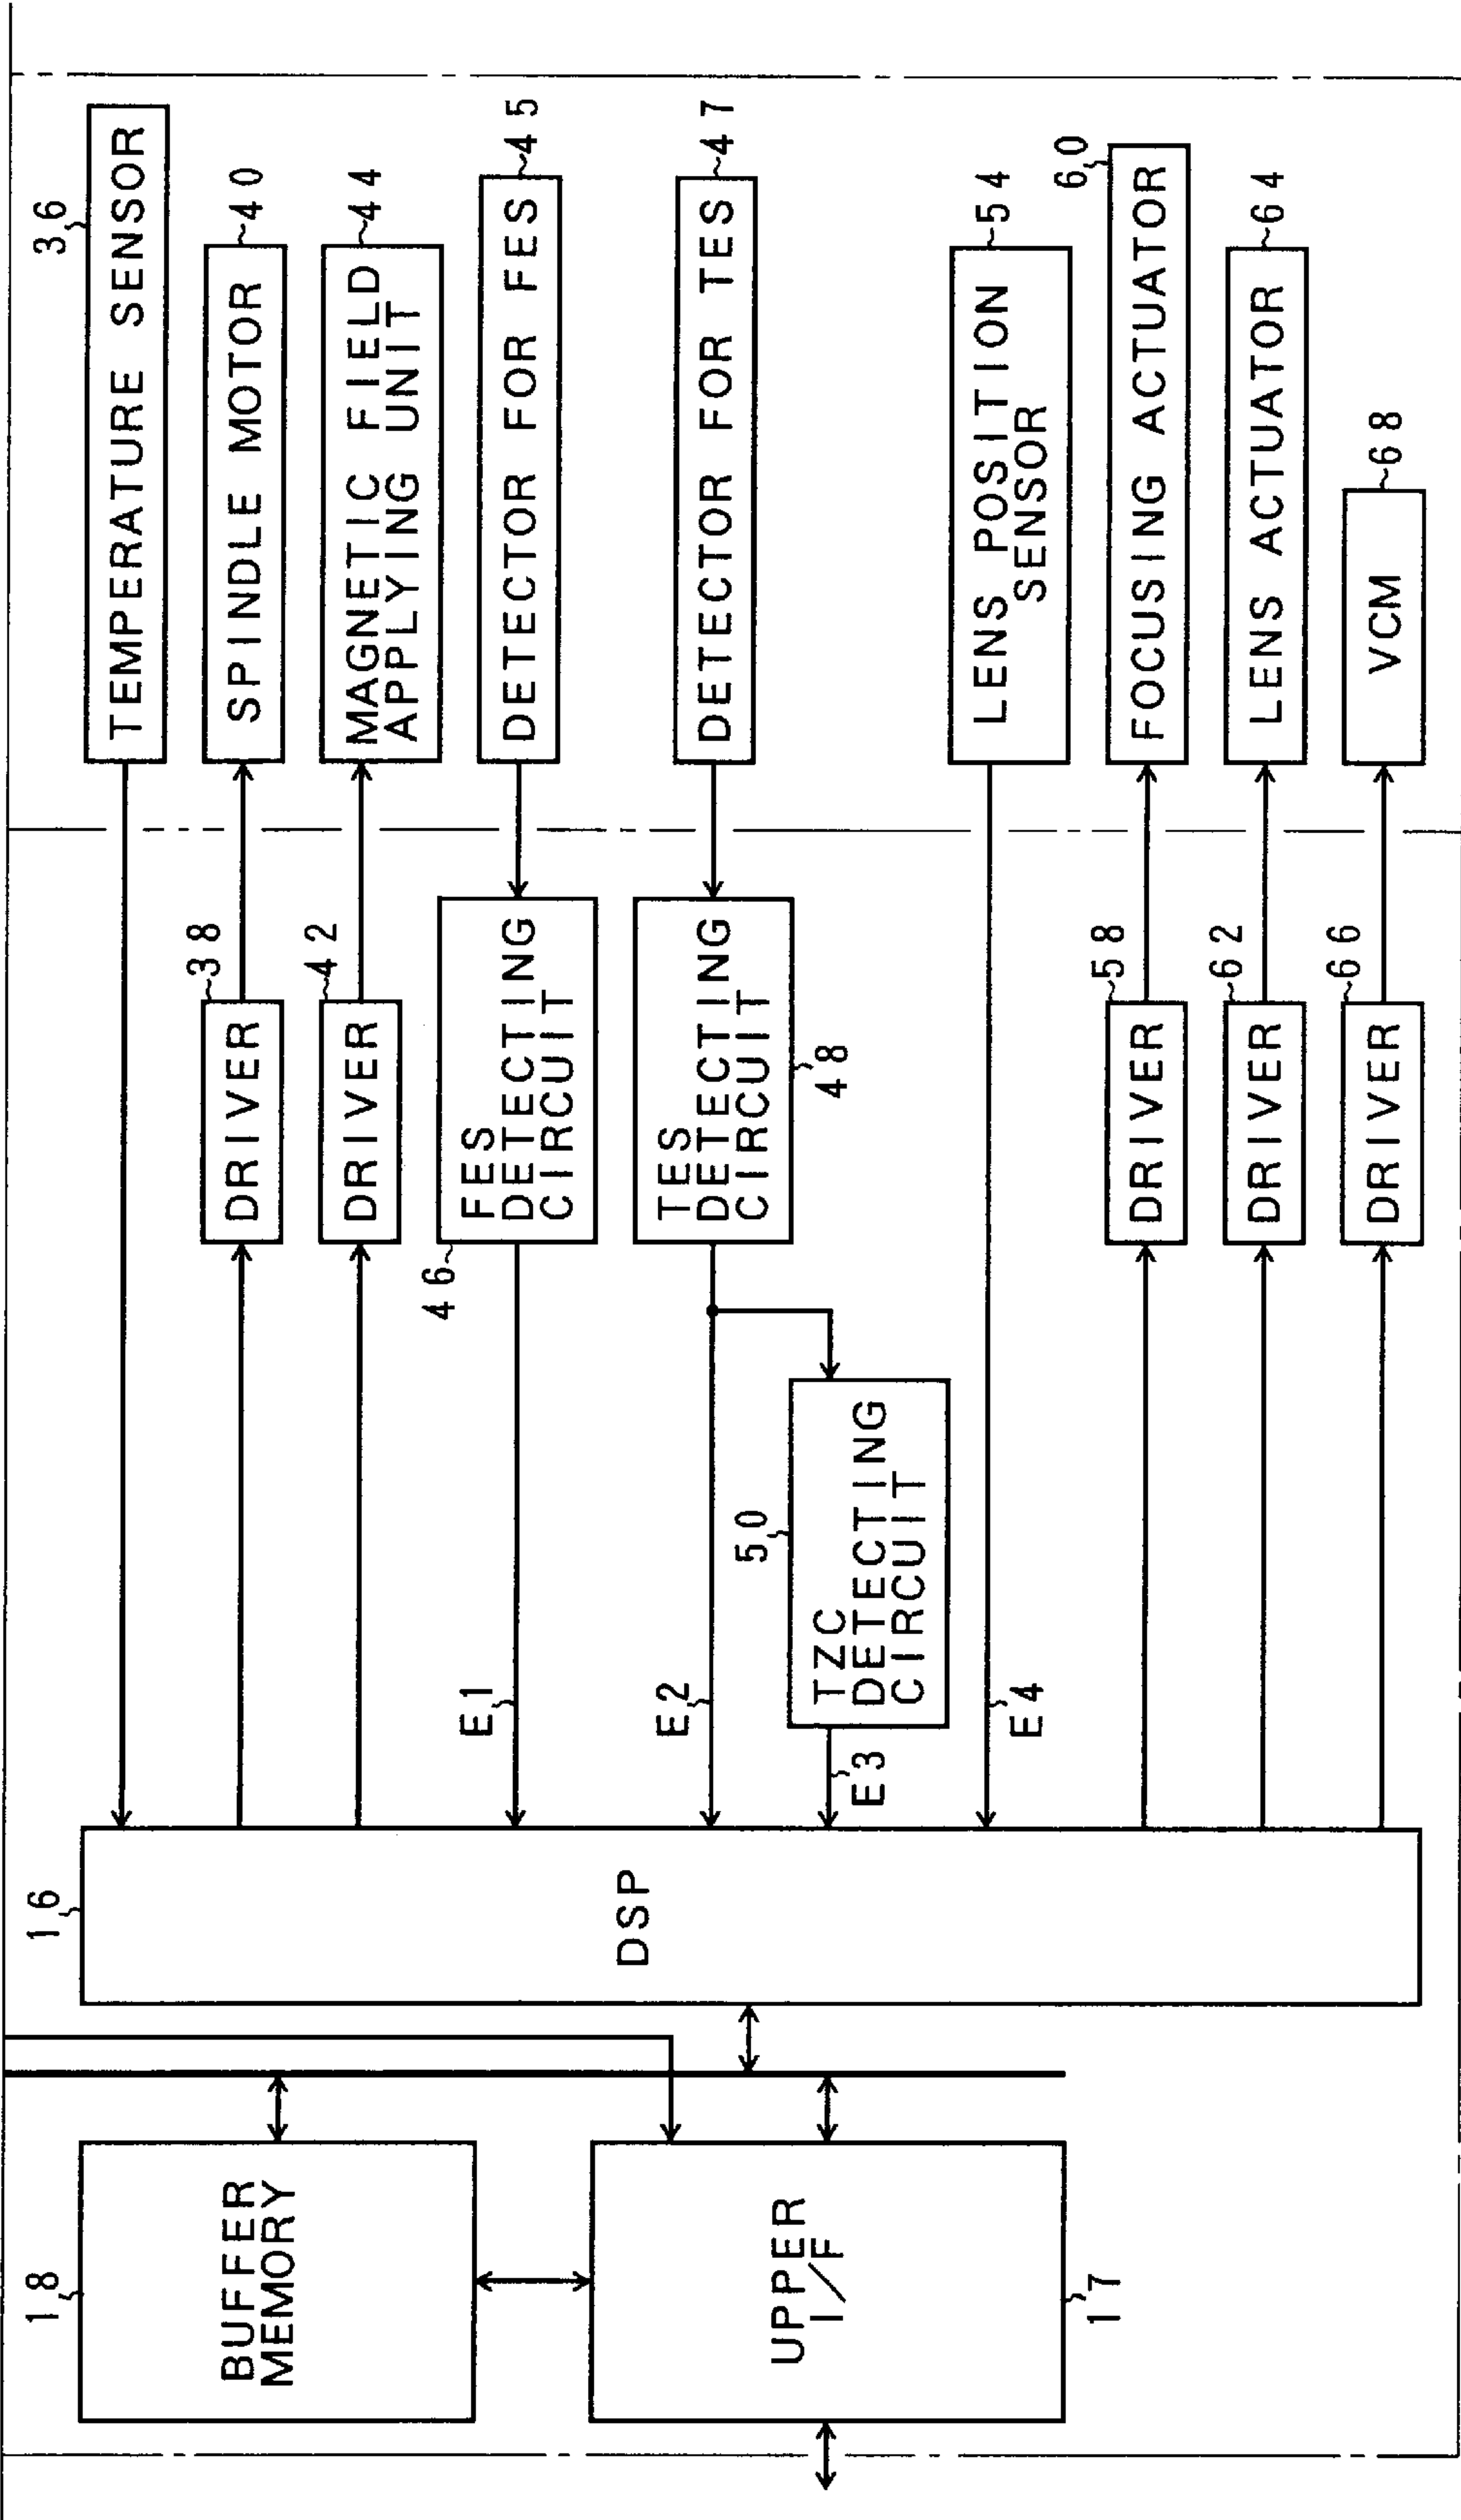 18
BUFFER
MEMORY
UPPER
I/F
17
16
DSP
36
TEMPERATURE SENSOR
38
DRIVER
SPINDLE MOTOR
40
42
DRIVER
MAGNETIC FIELD
APPLYING UNIT
44
E1
46
FES
DETECTING
CIRCUIT
DETECTOR FOR FES
45
E2
TES
DETECTING
CIRCUIT
48
DETECTOR FOR TES
47
50
TZC
DETECTING
CIRCUIT
E3
E4
LENS POSITION
SENSOR
54
58
DRIVER
60
FOCUSING ACTUATOR
62
DRIVER
LENS ACTUATOR
64
66
DRIVER
VCM
68